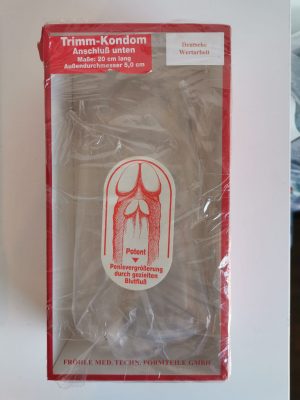 Trimm-Kondom
Anschluß unten
Maße: 20 cm lang
Außendurchmesser 5,0 cm
Deutsche
Wertarbeit
Potent
Penisvergrößerung
durch gezielten
Blutfluß
FRÖHLE MED. TECHN. FORMTEILE GMBH